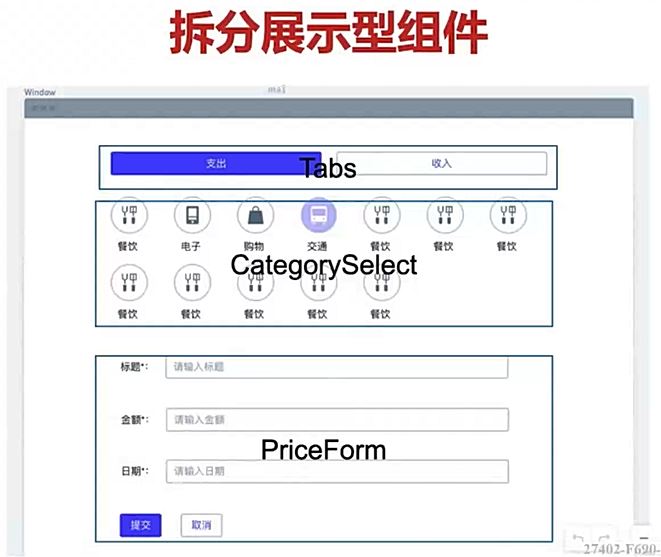 拆分展示型组件
Window
mai
支出
Tabs
收入
餐饮
电子
购物
交通
餐饮
餐饮
餐饮
CategorySelect
餐饮
餐饮
餐饮
餐饮
餐饮
标题*:
请输入标题
金额*:
请输入金额
PriceForm
日期*:
请输入日期
提交
取消
27402-F690-